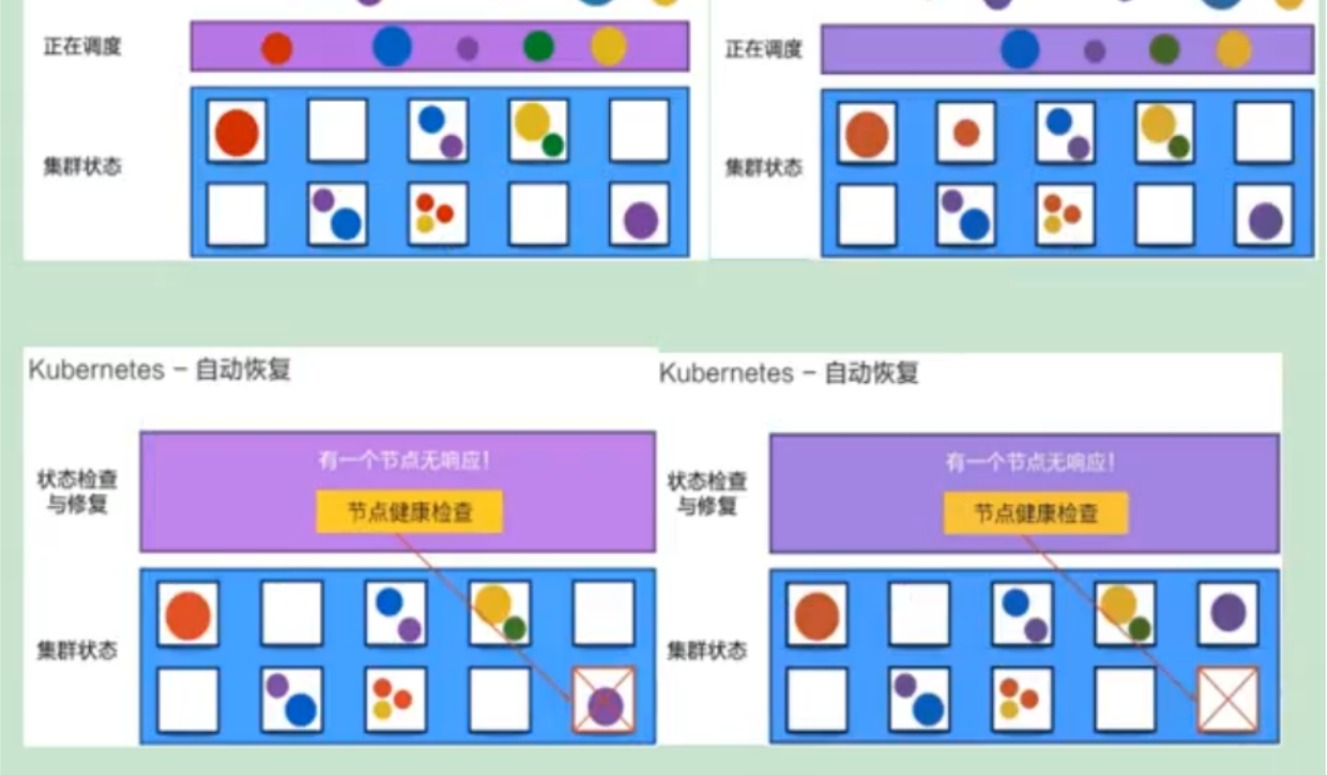 正在调度
正在调度
集群状态
集群状态
Kubernetes – 自动恢复
Kubernetes – 自动恢复
有一个节点无响应!
有一个节点无响应!
状态检查
与修复
状态检查
与修复
节点健康检查
节点健康检查
集群状态
集群状态